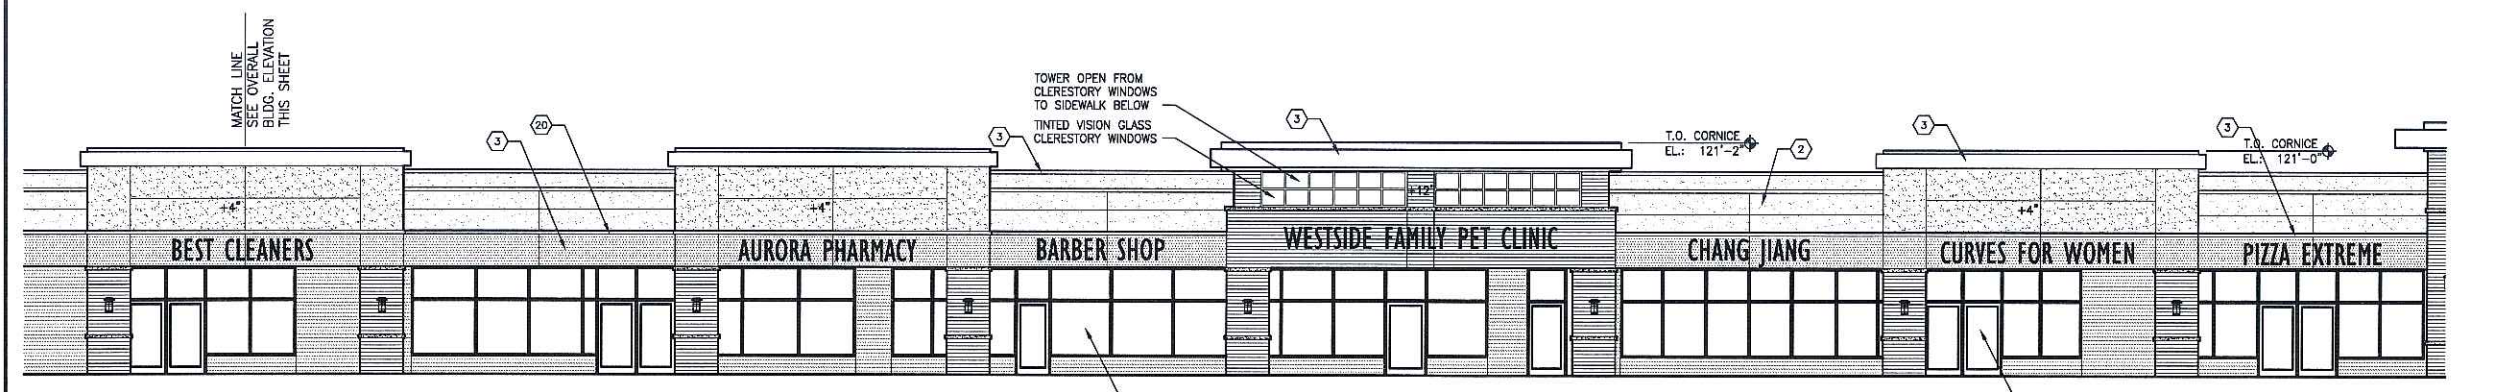 MATCH LINE
SEE OVERALL
BLDG. ELEVATION
THIS SHEET
3
20
TOWER OPEN FROM
CLERESTORY WINDOWS
TO SIDEWALK BELOW
TINTED VISION GLASS
CLERESTORY WINDOWS
3
3
T.O. CORNICE
EL.: 121'-2"
2
3
3
T.O. CORNICE
EL.: 121'-0"
+4"
+4"
+12"
+4"
BEST CLEANERS
AURORA PHARMACY
BARBER SHOP
WESTSIDE FAMILY PET CLINIC
CHANG JIANG
CURVES FOR WOMEN
PIZZA EXTREME